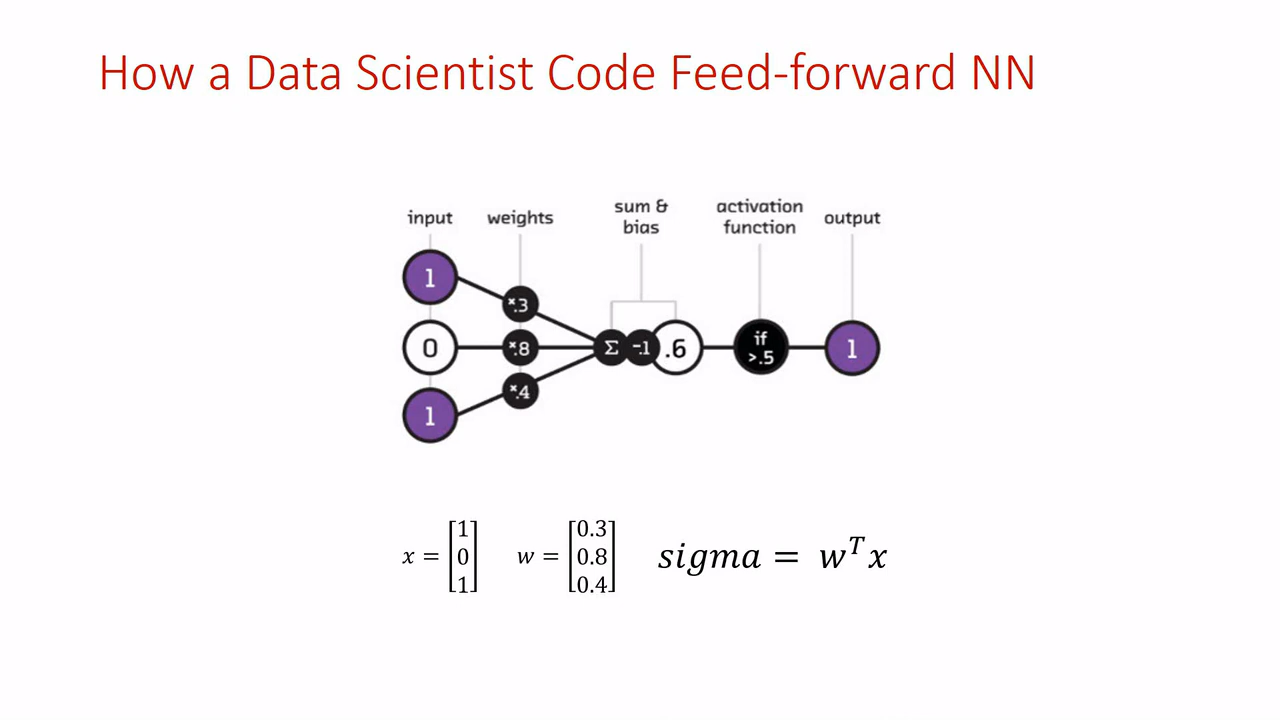 How a Data Scientist Code Feed-forward NN
input weights sum & bias activation function output
1
×.3
0 ×.8 Σ -.1 .6 if >.5 1
×.4
1
x = [1 0 1] w = [0.3 0.8 0.4] sigma = w^T x